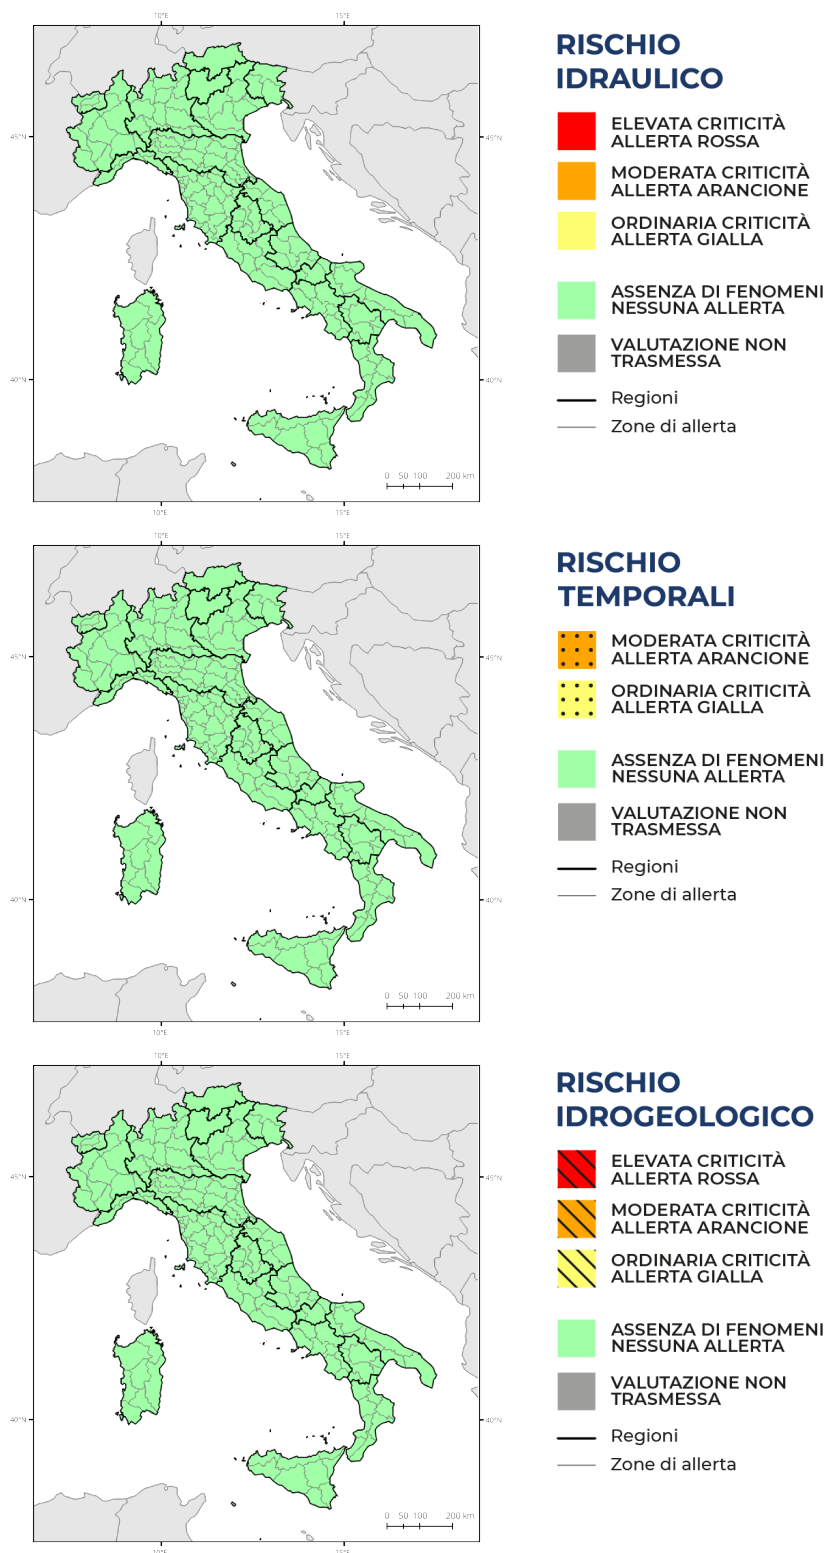 10°E 15°E
45°N 45°N
40°N 40°N
0 50 100 200 km
10°E 15°E
RISCHIO
IDRAULICO
ELEVATA CRITICITÀ
ALLERTA ROSSA
MODERATA CRITICITÀ
ALLERTA ARANCIONE
ORDINARIA CRITICITÀ
ALLERTA GIALLA
ASSENZA DI FENOMENI
NESSUNA ALLERTA
VALUTAZIONE NON
TRASMESSA
Regioni
Zone di allerta
10°E 15°E
45°N 45°N
40°N 40°N
0 50 100 200 km
10°E 15°E
RISCHIO
TEMPORALI
MODERATA CRITICITÀ
ALLERTA ARANCIONE
ORDINARIA CRITICITÀ
ALLERTA GIALLA
ASSENZA DI FENOMENI
NESSUNA ALLERTA
VALUTAZIONE NON
TRASMESSA
Regioni
Zone di allerta
10°E 15°E
45°N 45°N
40°N 40°N
0 50 100 200 km
10°E 15°E
RISCHIO
IDROGEOLOGICO
ELEVATA CRITICITÀ
ALLERTA ROSSA
MODERATA CRITICITÀ
ALLERTA ARANCIONE
ORDINARIA CRITICITÀ
ALLERTA GIALLA
ASSENZA DI FENOMENI
NESSUNA ALLERTA
VALUTAZIONE NON
TRASMESSA
Regioni
Zone di allerta